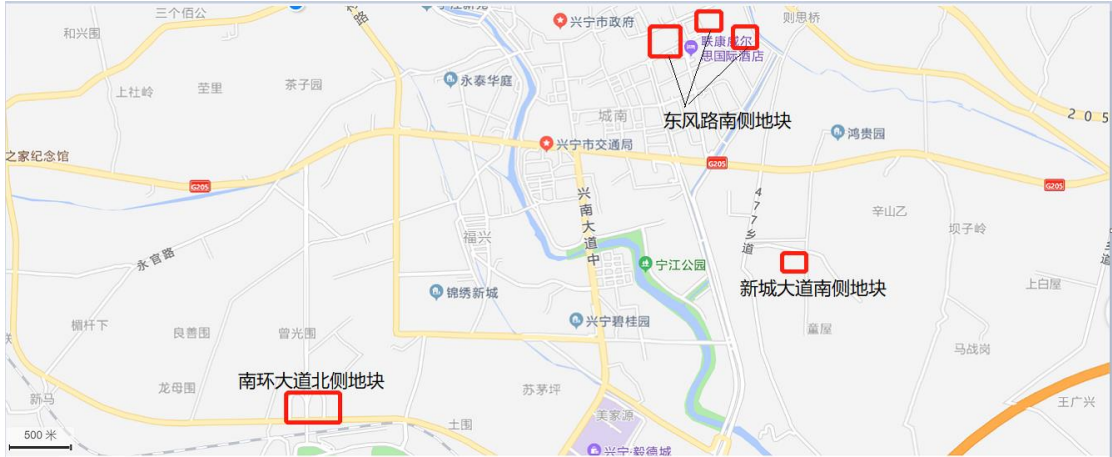 三个佰公
和兴围
兴宁市政府
则思桥
联康威尔
思国际酒店
永泰华庭
上社岭
茔里
茶子园
城南
东风路南侧地块
205
鸿贵园
之家纪念馆
兴宁市交通局
G205
G205
G205
兴南大道中
477乡道
辛山乙
坝子岭
福兴
永官路
宁江公园
新城大道南侧地块
上白屋
锦绣新城
楣杆下
良善围
曾光围
兴宁碧桂园
童屋
马战岗
南环大道北侧地块
龙母围
新马
苏茅坪
王广兴
土围
美家源
500 米
兴宁·毅德城